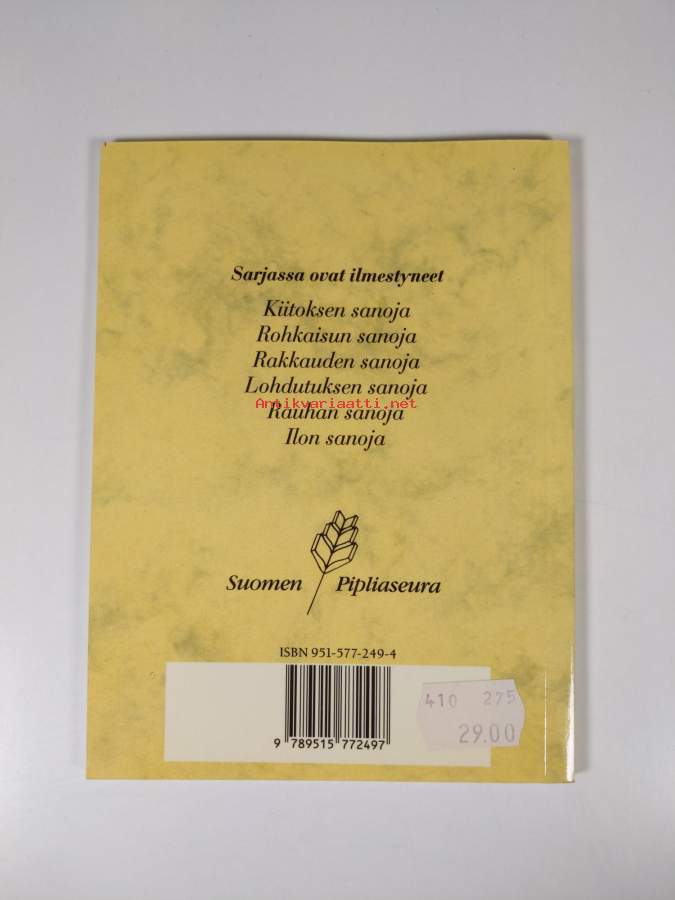 Sarjassa ovat ilmestyneet
Kiitoksen sanoja
Rohkaisun sanoja
Rakkauden sanoja
Lohdutuksen sanoja
Antikvariaatti.net
Rauhan sanoja
Ilon sanoja
Suomen Pipliaseura
ISBN 951-577-249-4
9 789515 772497
410 275
29.00